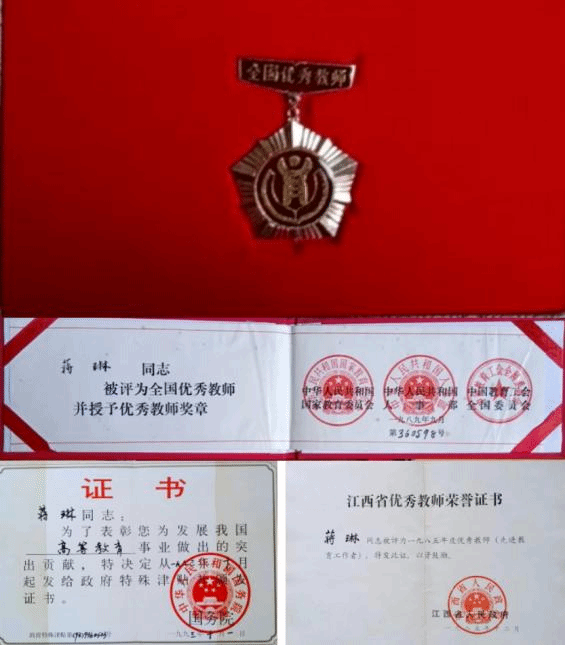 全国优秀教师
蒋琳 同志
被评为全国优秀教师
并授予优秀教师奖章
中华人民共和国
国家教育委员会
中华人民共和国
人事部
中国教育工会
全国委员会
一九八九年九月
第360598号
证书
蒋琳同志：
为了表彰您为发展我国
高等教育事业做出的突
出贡献，特决定从
起发给政府特殊津贴
证书。
国务院
政府特殊津贴第
江西省优秀教师荣誉证书
蒋琳 同志被评为一九八五年度优秀教师（先进教
育工作者），特发此证，以资鼓励。
江西省人民政府